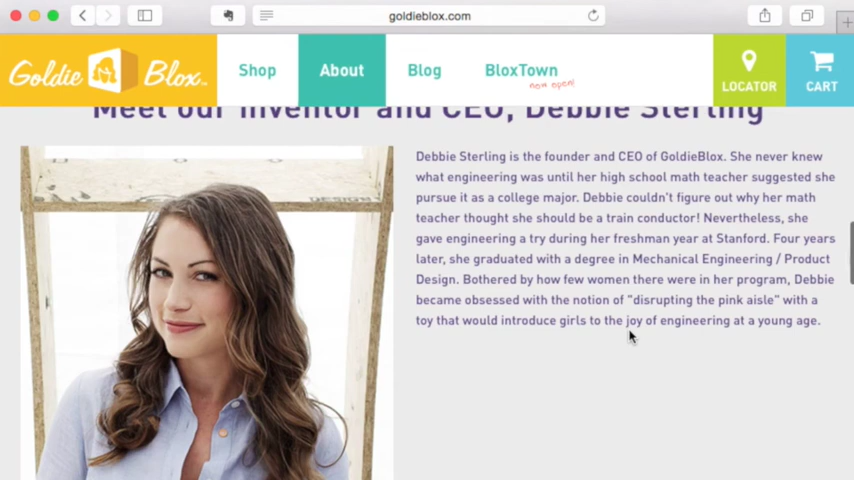 goldieblox.com
Goldie Blox
Shop
About
Blog
BloxTown
now open!
LOCATOR
CART
Meet our inventor and CEO, Debbie Sterling
DESIGN
Debbie Sterling is the founder and CEO of GoldieBlox. She never knew
what engineering was until her high school math teacher suggested she
pursue it as a college major. Debbie couldn't figure out why her math
teacher thought she should be a train conductor! Nevertheless, she
gave engineering a try during her freshman year at Stanford. Four years
later, she graduated with a degree in Mechanical Engineering / Product
Design. Bothered by how few women there were in her program, Debbie
became obsessed with the notion of "disrupting the pink aisle" with a
toy that would introduce girls to the joy of engineering at a young age.